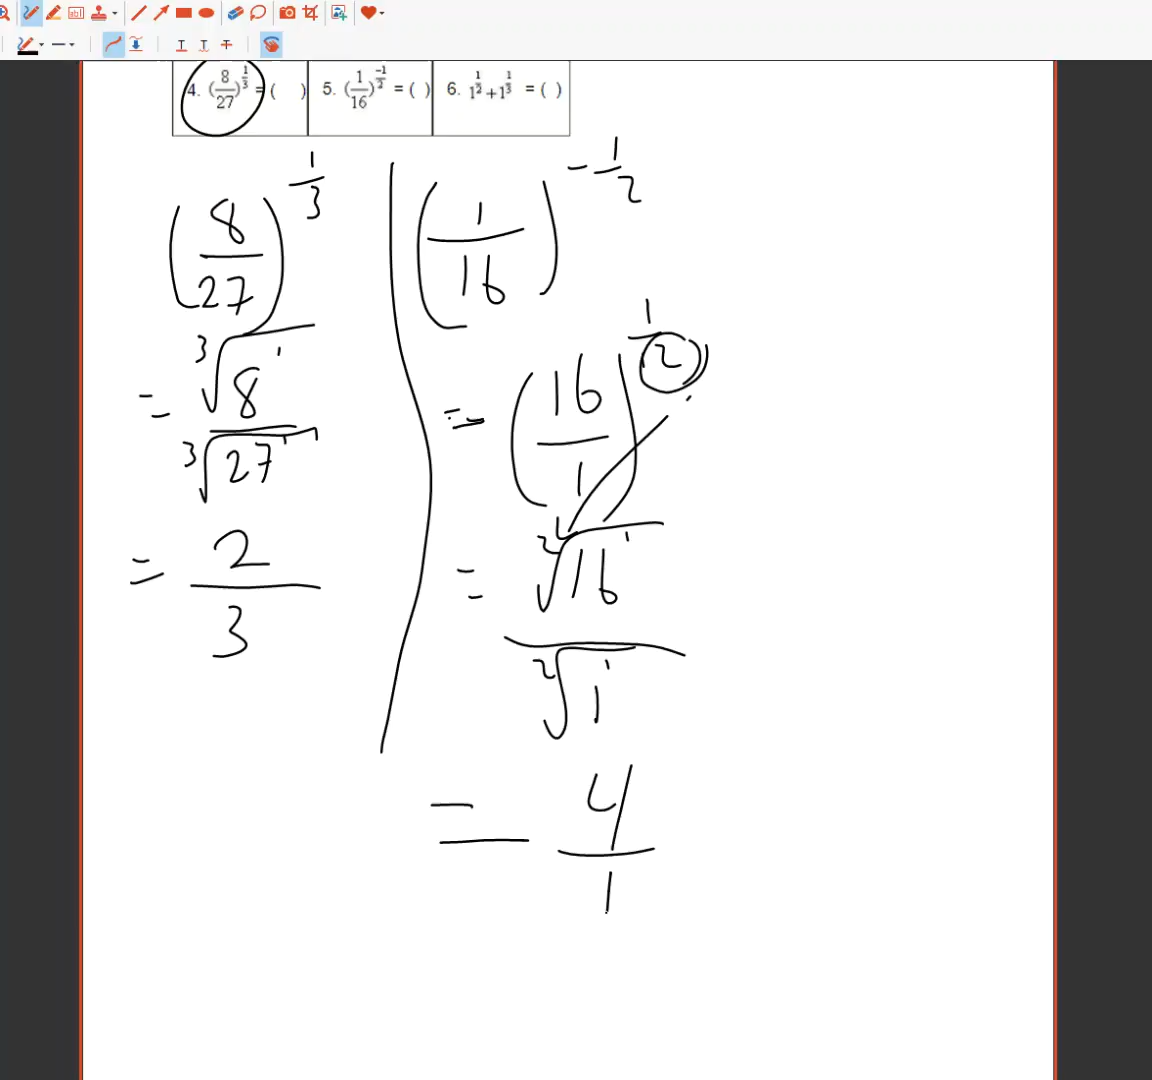 4. (8/27)^1/3 = ( )
5. (1/16)^-1/2 = ( )
6. 1^1/2 + 1^1/3 = ( )
(8/27)^1/3
= ³√8 / ³√27
= 2/3
(1/16)^-1/2
= (16/1)^1/2
= ²√16 / ²√1
= 4/1